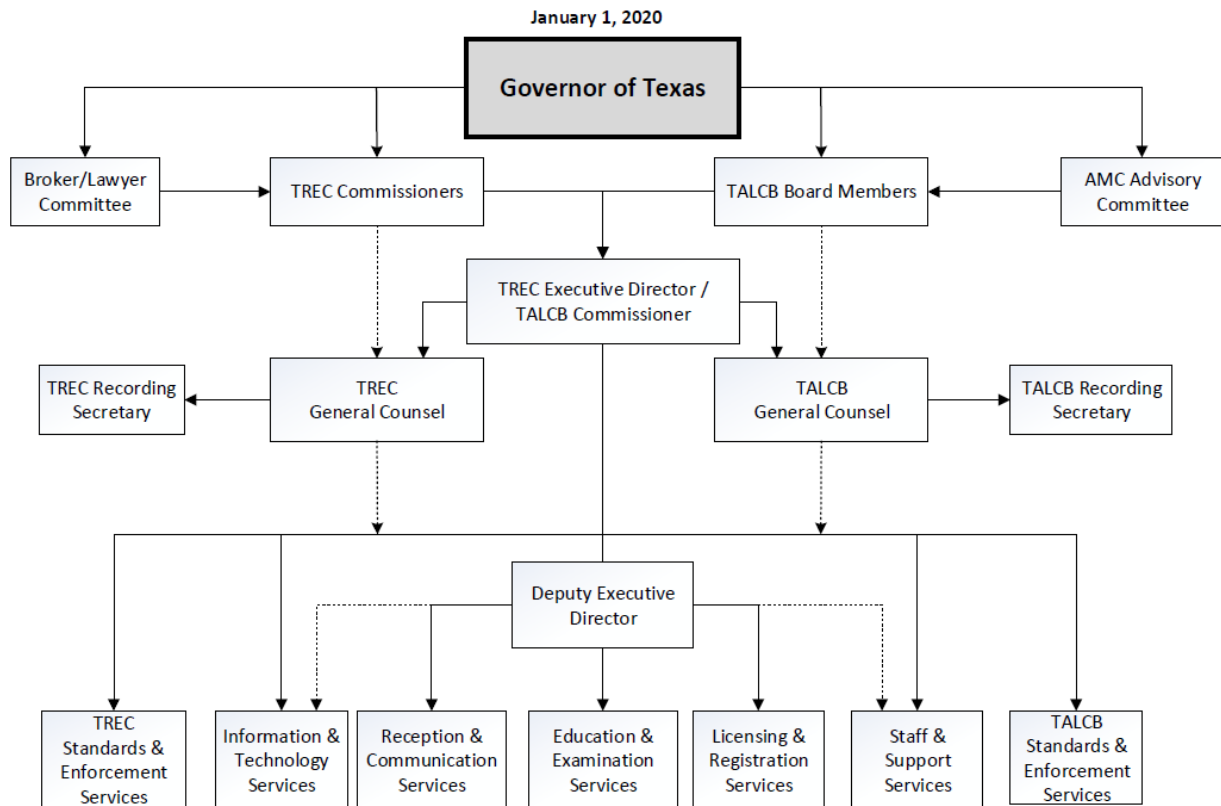 January 1, 2020
Governor of Texas
Broker/Lawyer
Committee
TREC Commissioners
TALCB Board Members
AMC Advisory
Committee
TREC Executive Director /
TALCB Commissioner
TREC Recording
Secretary
TREC
General Counsel
TALCB
General Counsel
TALCB Recording
Secretary
Deputy Executive
Director
TREC
Standards &
Enforcement
Services
Information &
Technology
Services
Reception &
Communication
Services
Education &
Examination
Services
Licensing &
Registration
Services
Staff &
Support
Services
TALCB
Standards &
Enforcement
Services